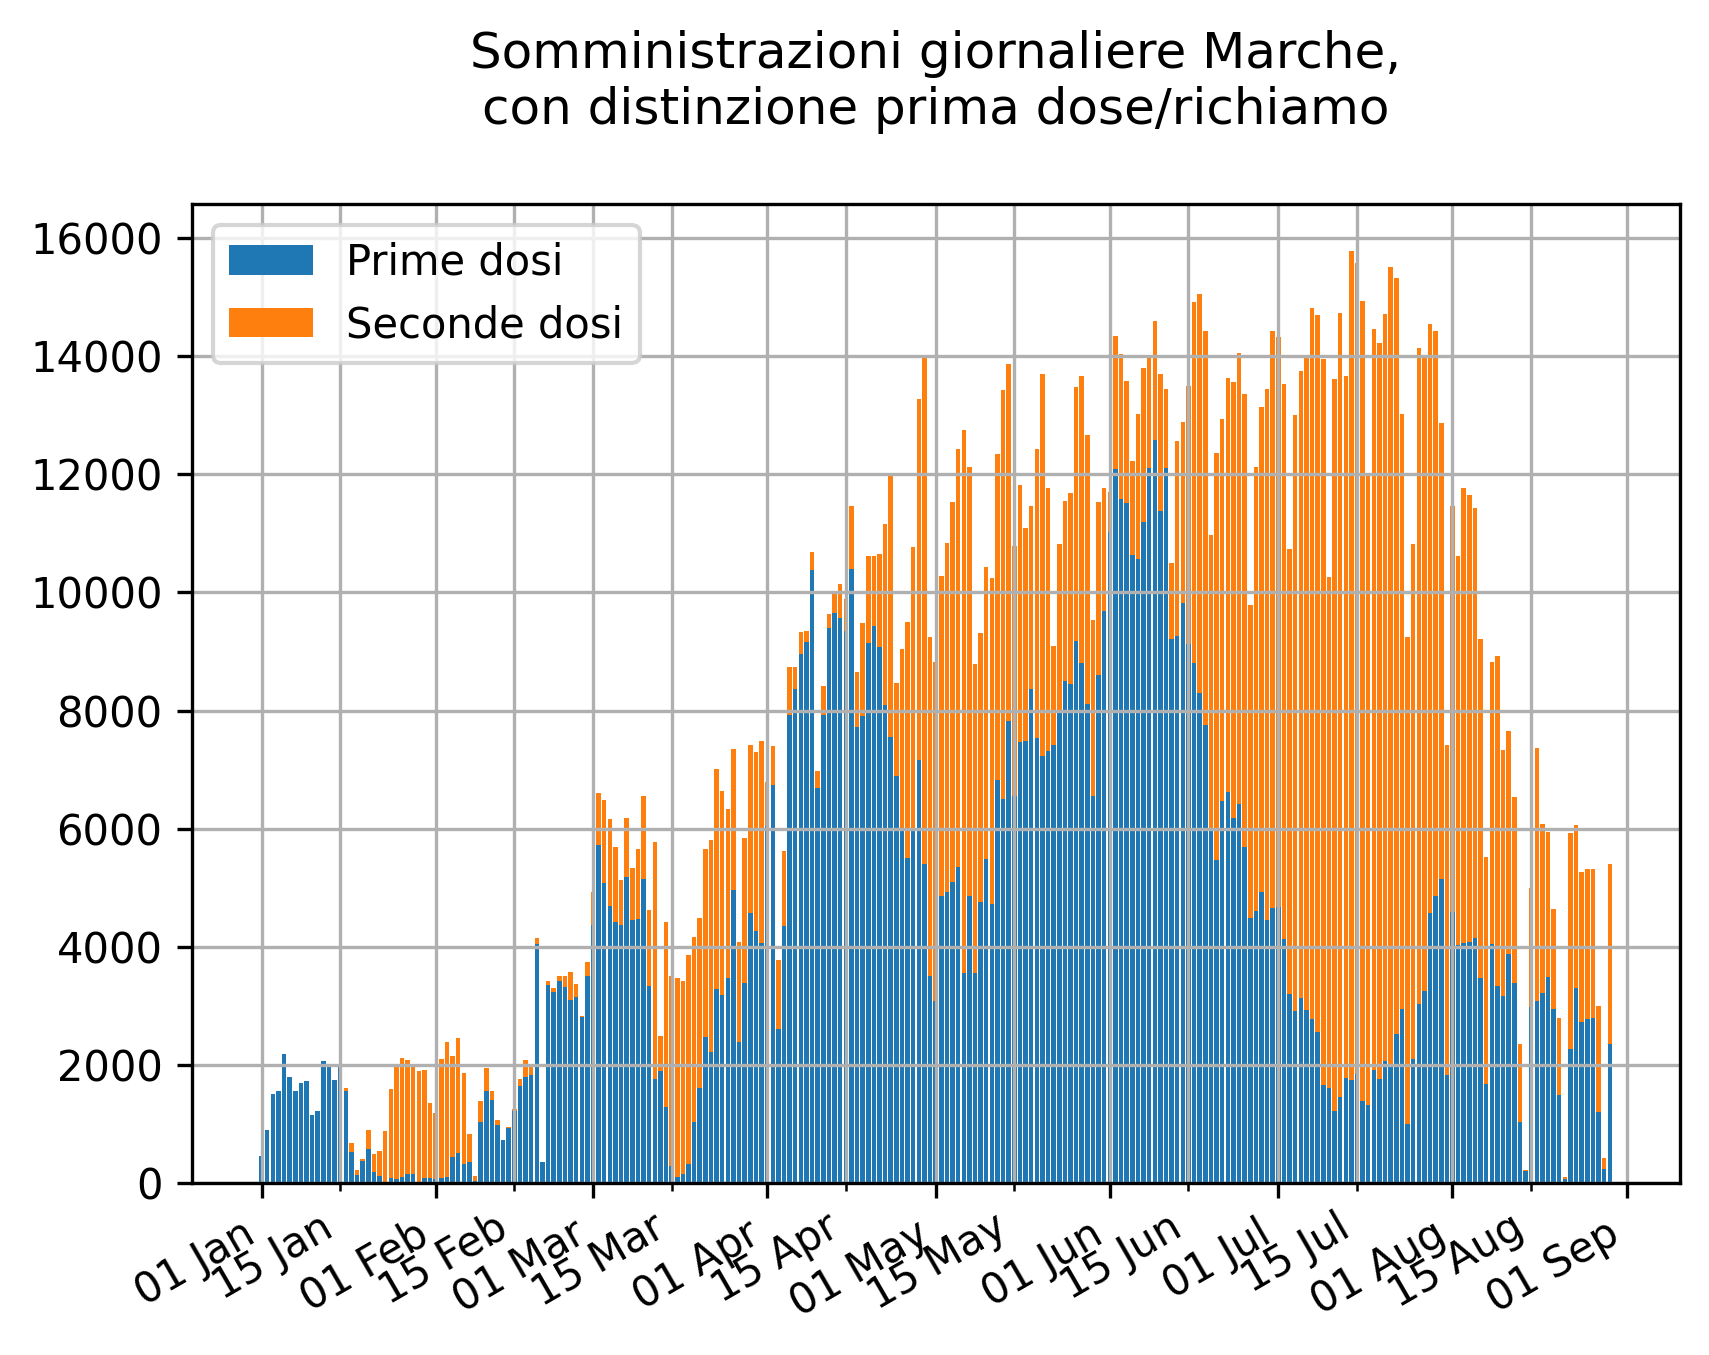 Somministrazioni giornaliere Marche,
con distinzione prima dose/richiamo
Prime dosi
Seconde dosi
16000
14000
12000
10000
8000
6000
4000
2000
0
01 Jan
15 Jan
01 Feb
15 Feb
01 Mar
15 Mar
01 Apr
15 Apr
01 May
15 May
01 Jun
15 Jun
01 Jul
15 Jul
01 Aug
15 Aug
01 Sep